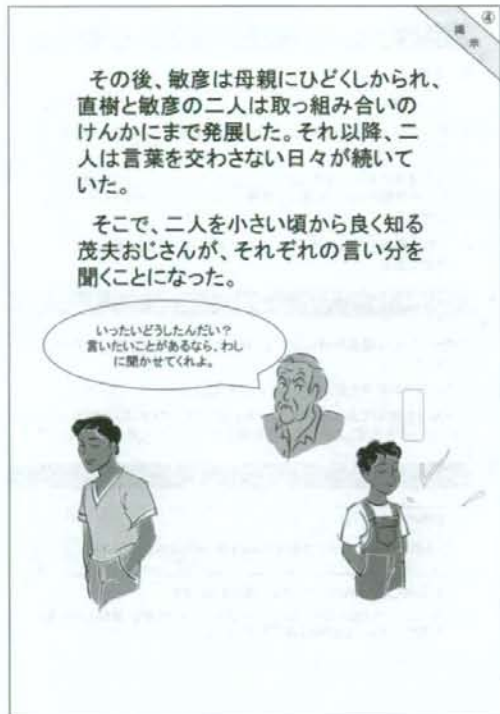 ④
掲示
その後、敏彦は母親にひどくしかられ、
直樹と敏彦の二人は取っ組み合いの
けんかにまで発展した。それ以降、二
人は言葉を交わさない日々が続いて
いた。
そこで、二人を小さい頃から良く知る
茂夫おじさんが、それぞれの言い分を
聞くことになった。
いったいどうしたんだい？
言いたいことがあるなら、わし
に聞かせてくれよ。